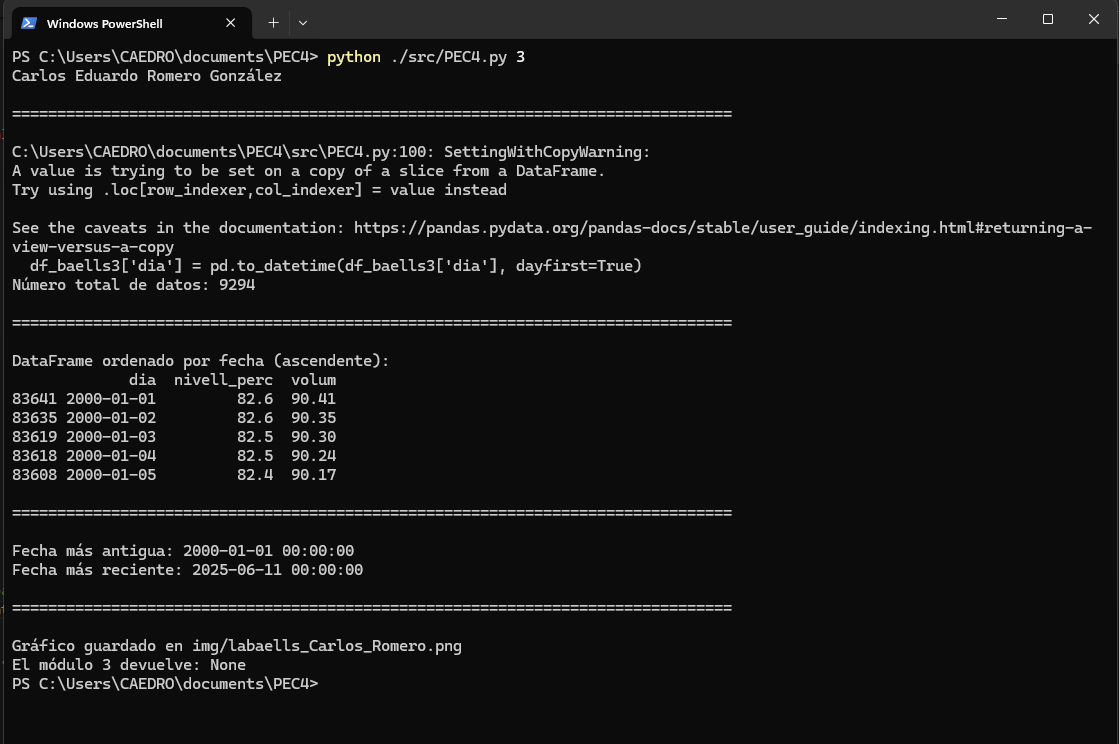 Windows PowerShell
PS C:\Users\CAEDRO\documents\PEC4> python ./src/PEC4.py 3
Carlos Eduardo Romero González
================================================================================
C:\Users\CAEDRO\documents\PEC4\src\PEC4.py:100: SettingWithCopyWarning:
A value is trying to be set on a copy of a slice from a DataFrame.
Try using .loc[row_indexer,col_indexer] = value instead
See the caveats in the documentation: https://pandas.pydata.org/pandas-docs/stable/user_guide/indexing.html#returning-a-
view-versus-a-copy
  df_baells3['dia'] = pd.to_datetime(df_baells3['dia'], dayfirst=True)
Número total de datos: 9294
================================================================================
DataFrame ordenado por fecha (ascendente):
             dia  nivell_perc  volum
83641 2000-01-01         82.6  90.41
83635 2000-01-02         82.6  90.35
83619 2000-01-03         82.5  90.30
83618 2000-01-04         82.5  90.24
83608 2000-01-05         82.4  90.17
================================================================================
Fecha más antigua: 2000-01-01 00:00:00
Fecha más reciente: 2025-06-11 00:00:00
================================================================================
Gráfico guardado en img/labaells_Carlos_Romero.png
El módulo 3 devuelve: None
PS C:\Users\CAEDRO\documents\PEC4>